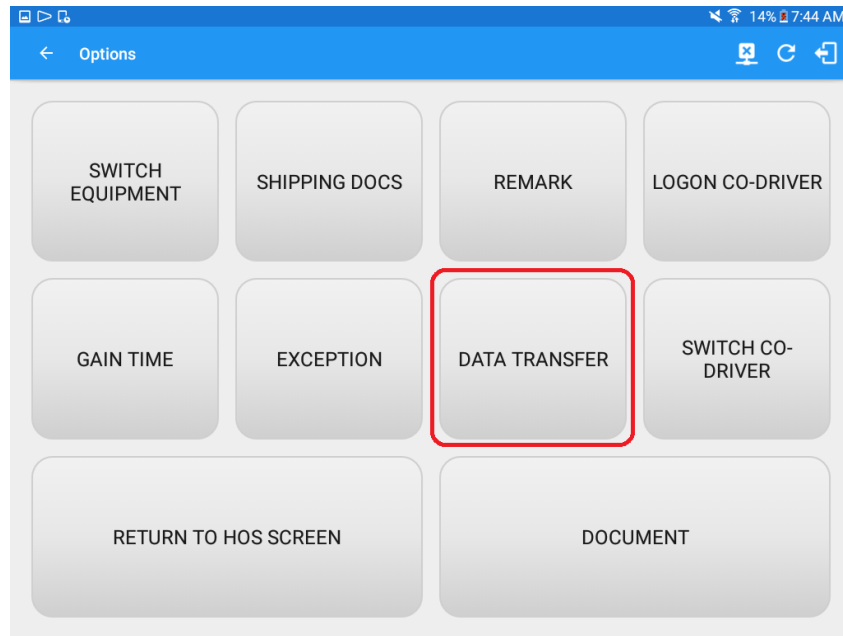 14% 7:44 AM
Options
SWITCH
EQUIPMENT
SHIPPING DOCS
REMARK
LOGON CO-DRIVER
GAIN TIME
EXCEPTION
DATA TRANSFER
SWITCH CO-
DRIVER
RETURN TO HOS SCREEN
DOCUMENT